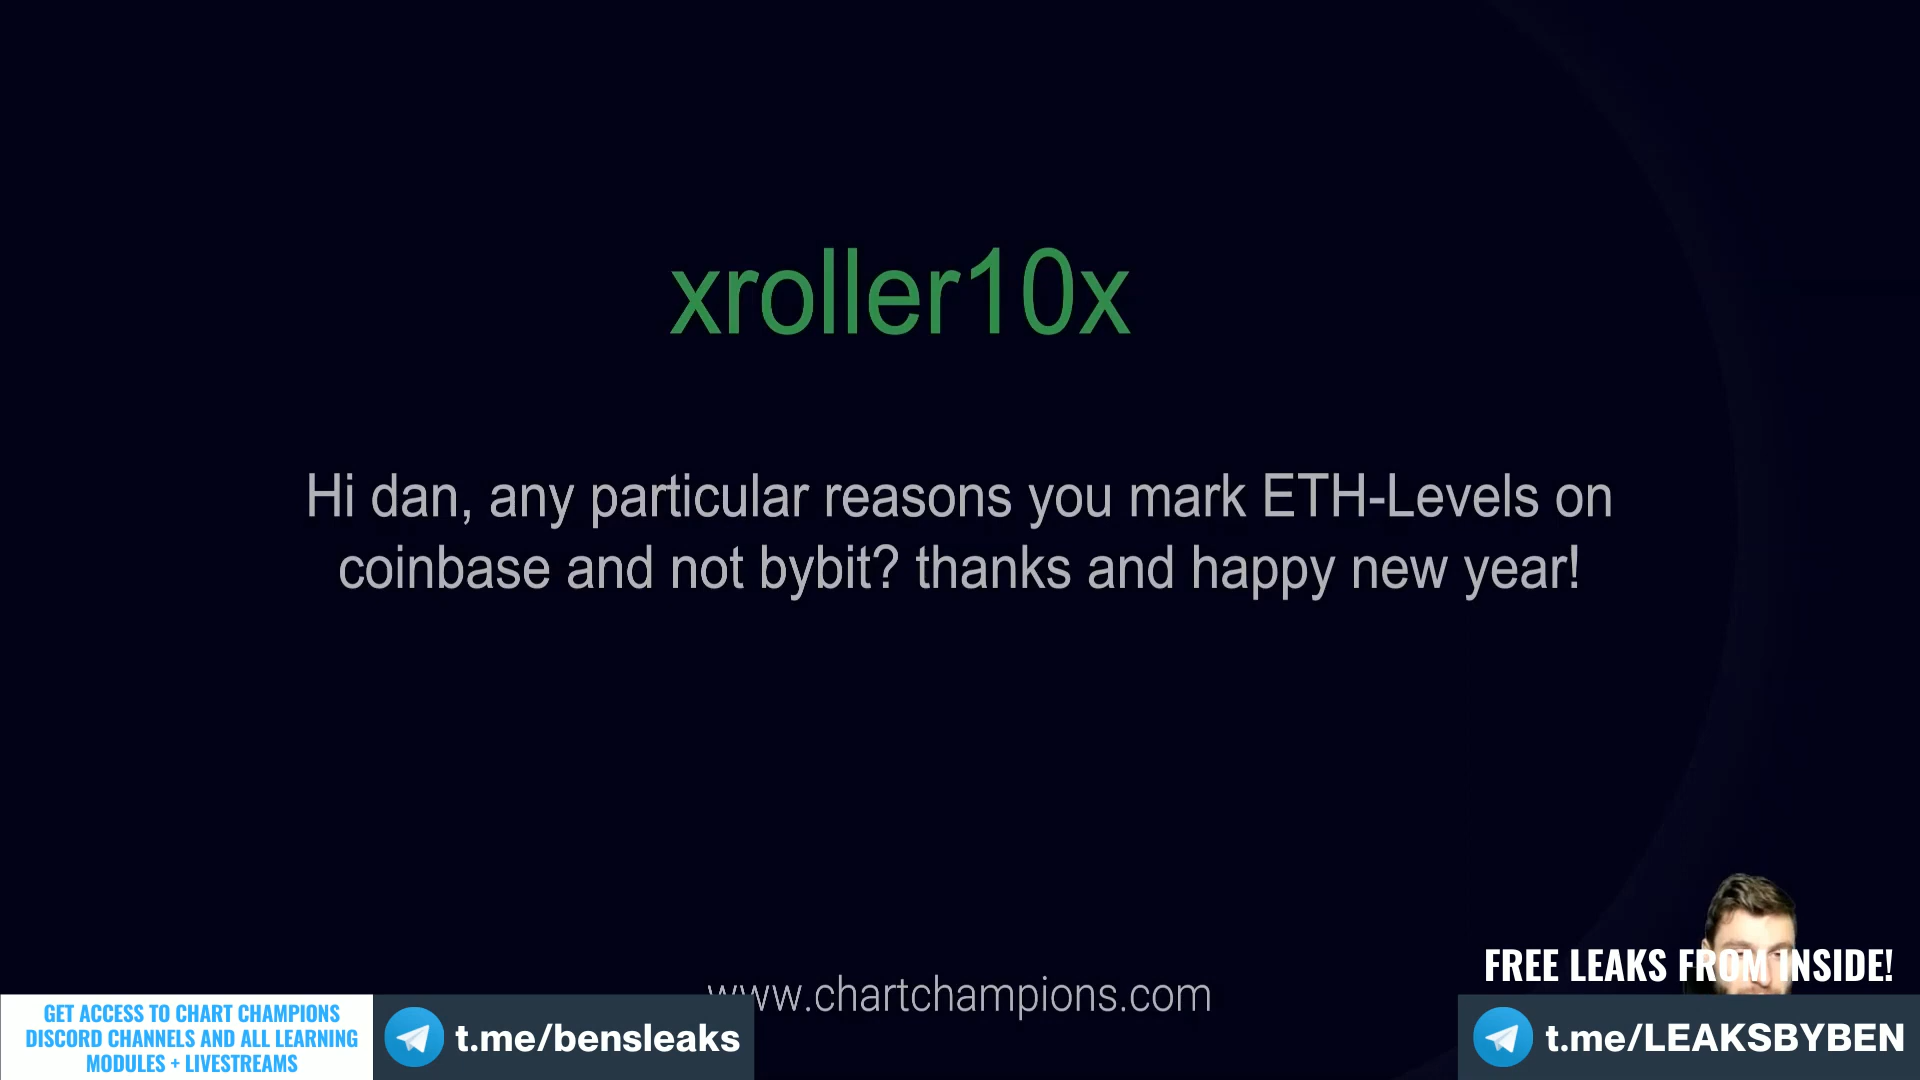 xroller10x
Hi dan, any particular reasons you mark ETH-Levels on
coinbase and not bybit? thanks and happy new year!
www.chartchampions.com
GET ACCESS TO CHART CHAMPIONS
DISCORD CHANNELS AND ALL LEARNING
MODULES + LIVESTREAMS
t.me/bensleaks
FREE LEAKS FROM INSIDE!
t.me/LEAKSBYBEN